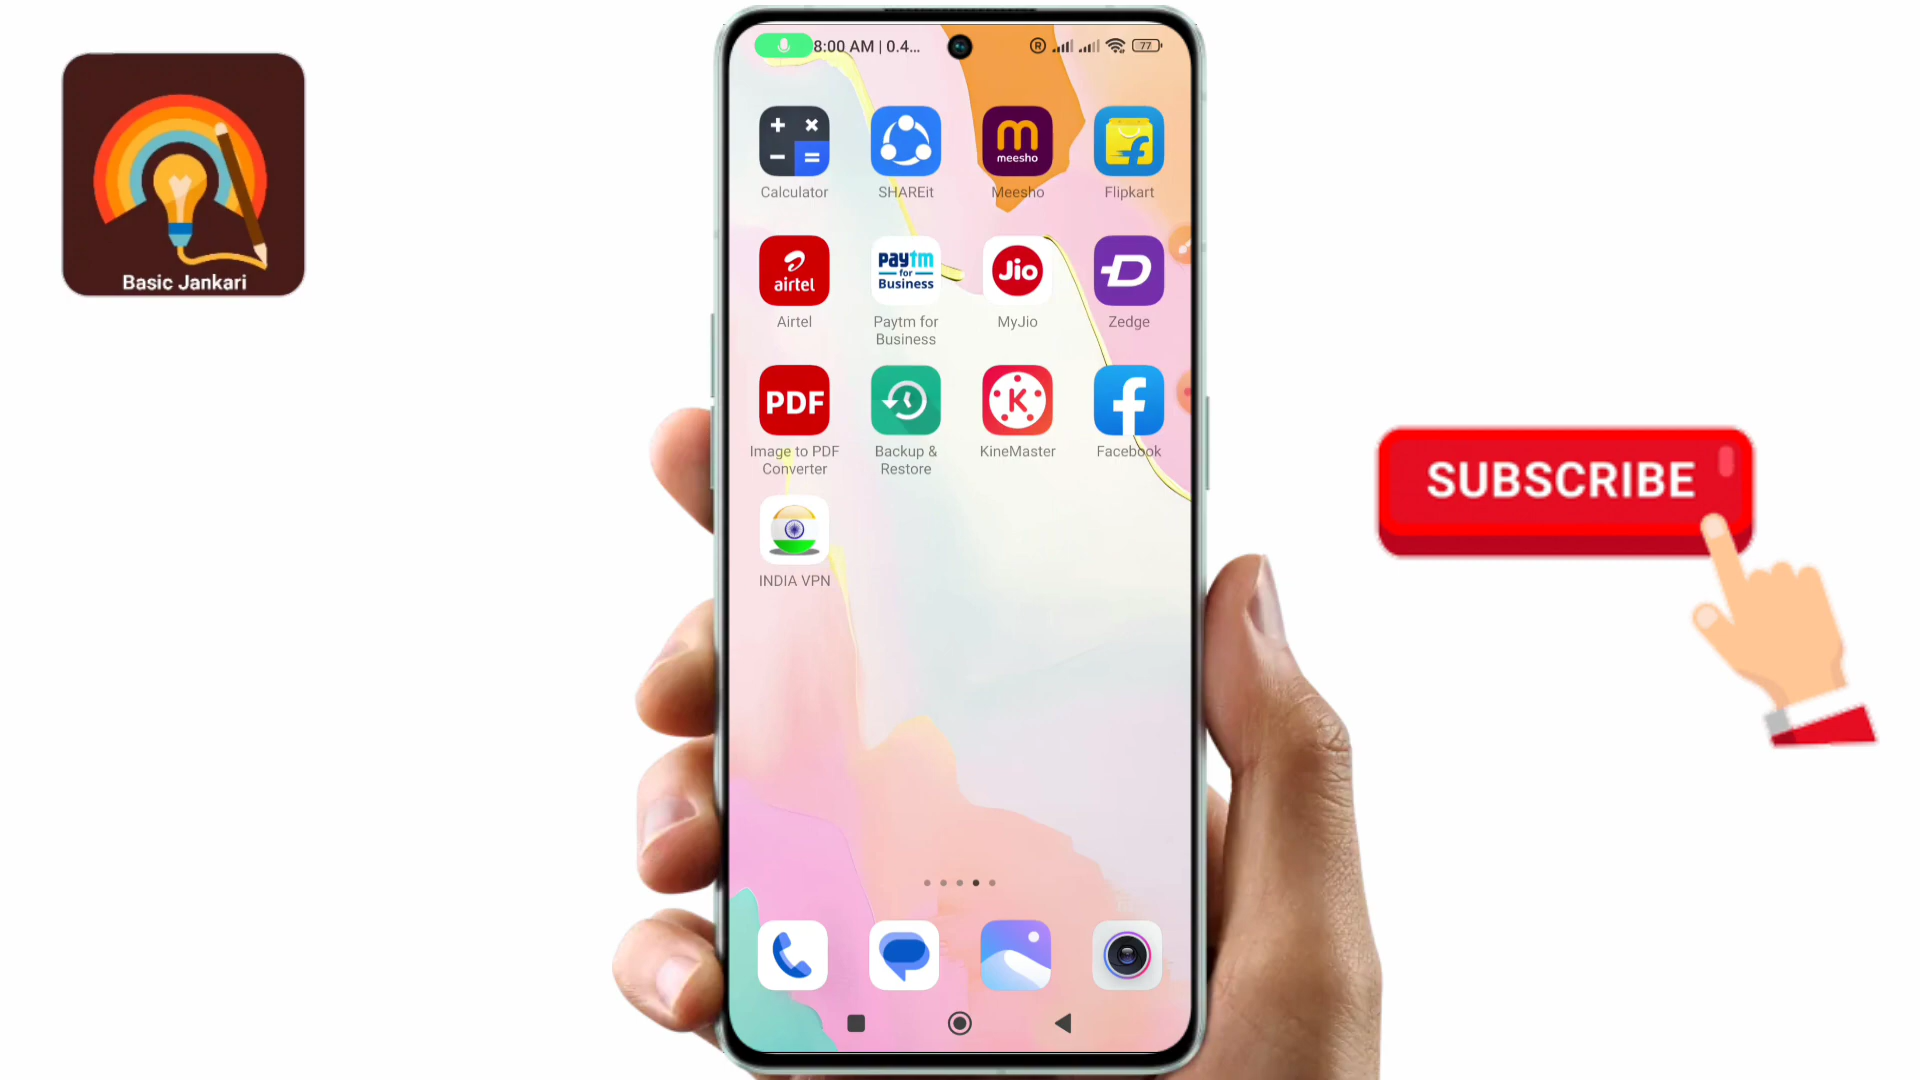 8:00 AM | 0.4...
R
77
meesho
Calculator
SHAREit
Meesho
Flipkart
airtel
paytm
for
Business
Jio
Airtel
Paytm for
Business
MyJio
Zedge
PDF
K
Image to PDF
Converter
Backup &
Restore
KineMaster
Facebook
INDIA VPN
Basic Jankari
SUBSCRIBE